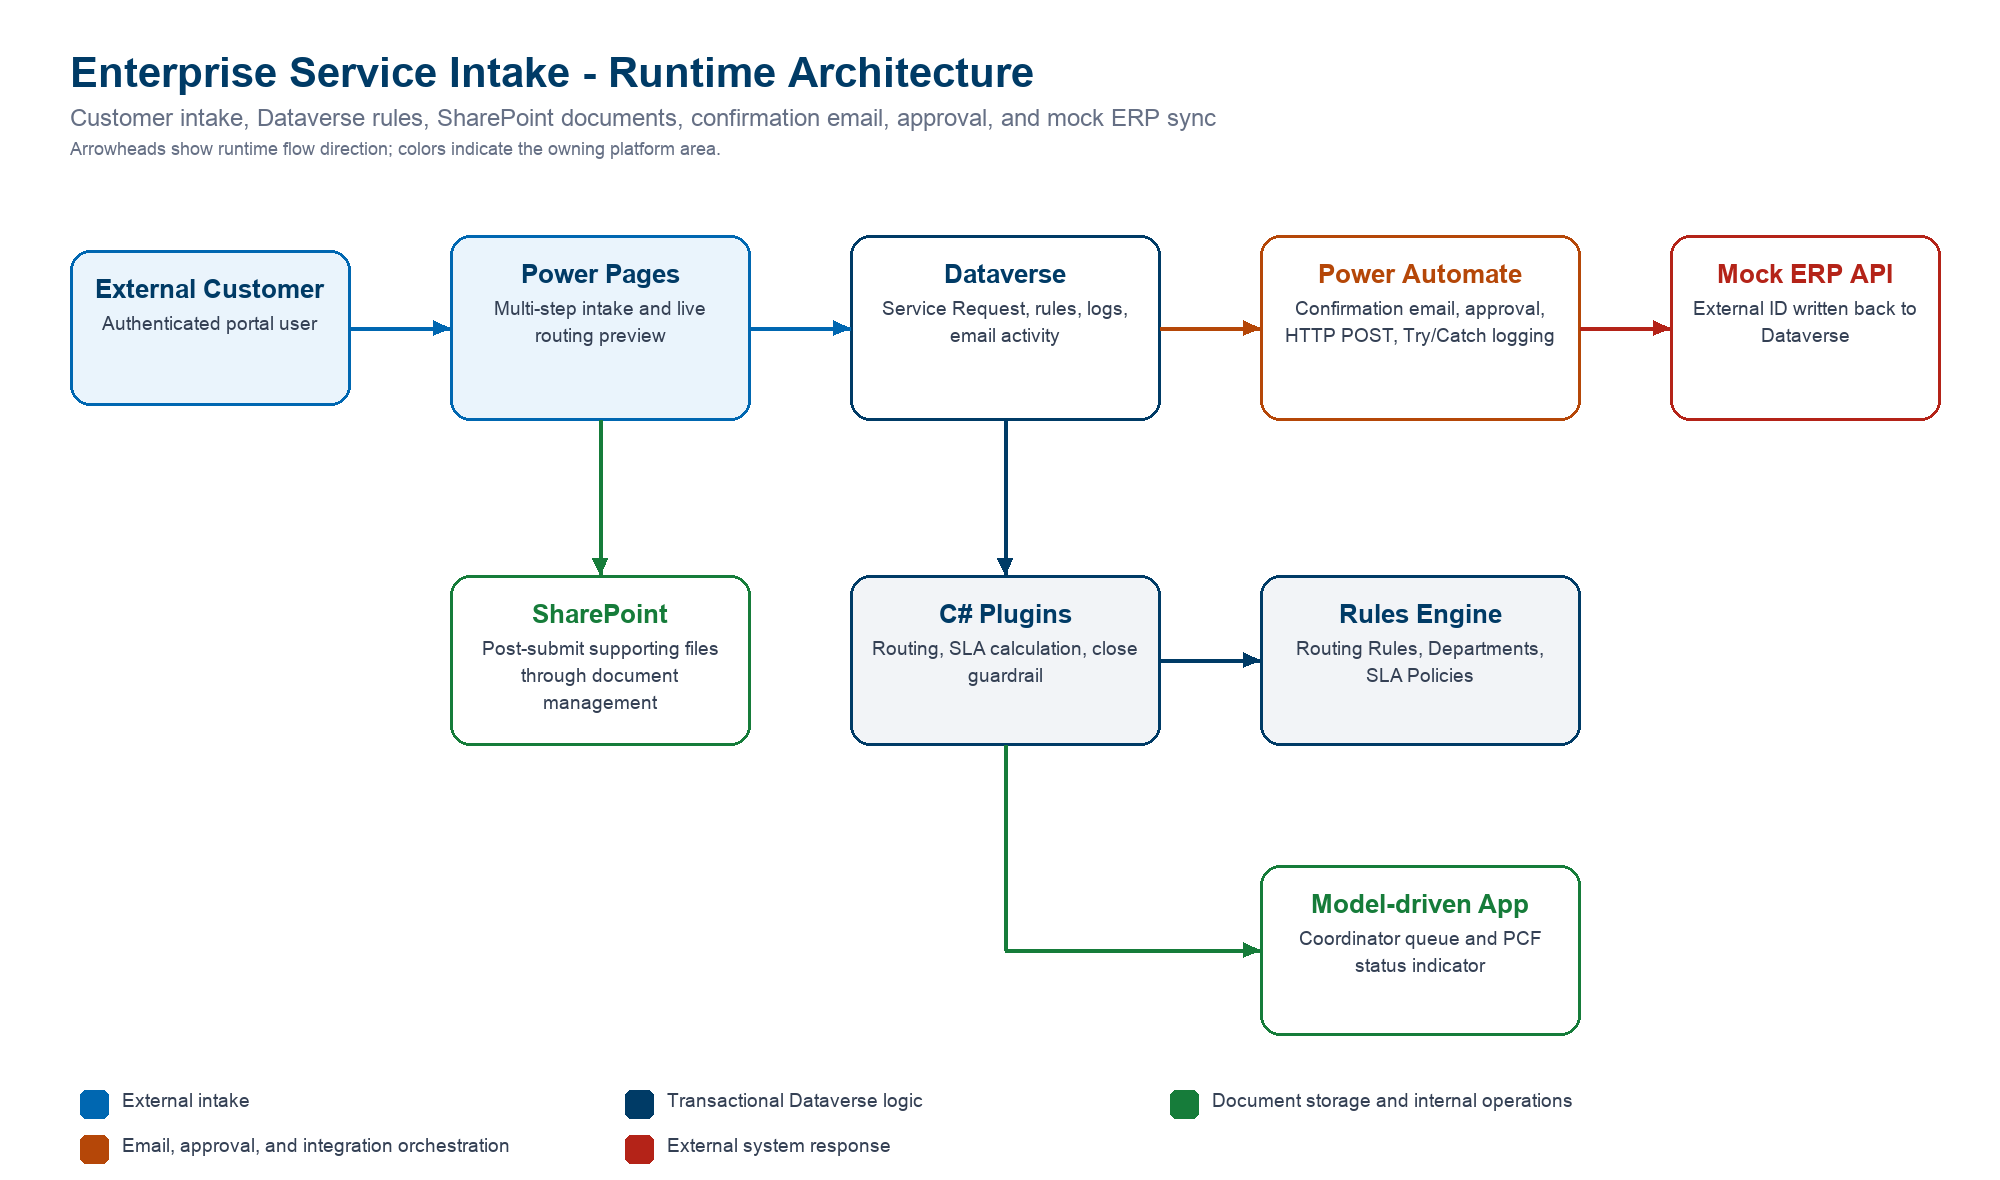 Enterprise Service Intake - Runtime Architecture
Customer intake, Dataverse rules, SharePoint documents, confirmation email, approval, and mock ERP sync
Arrowheads show runtime flow direction; colors indicate the owning platform area.
External Customer
Authenticated portal user
Power Pages
Multi-step intake and live
routing preview
Dataverse
Service Request, rules, logs,
email activity
Power Automate
Confirmation email, approval,
HTTP POST, Try/Catch logging
Mock ERP API
External ID written back to
Dataverse
SharePoint
Post-submit supporting files
through document
management
C# Plugins
Routing, SLA calculation, close
guardrail
Rules Engine
Routing Rules, Departments,
SLA Policies
Model-driven App
Coordinator queue and PCF
status indicator
External intake
Transactional Dataverse logic
Document storage and internal operations
Email, approval, and integration orchestration
External system response